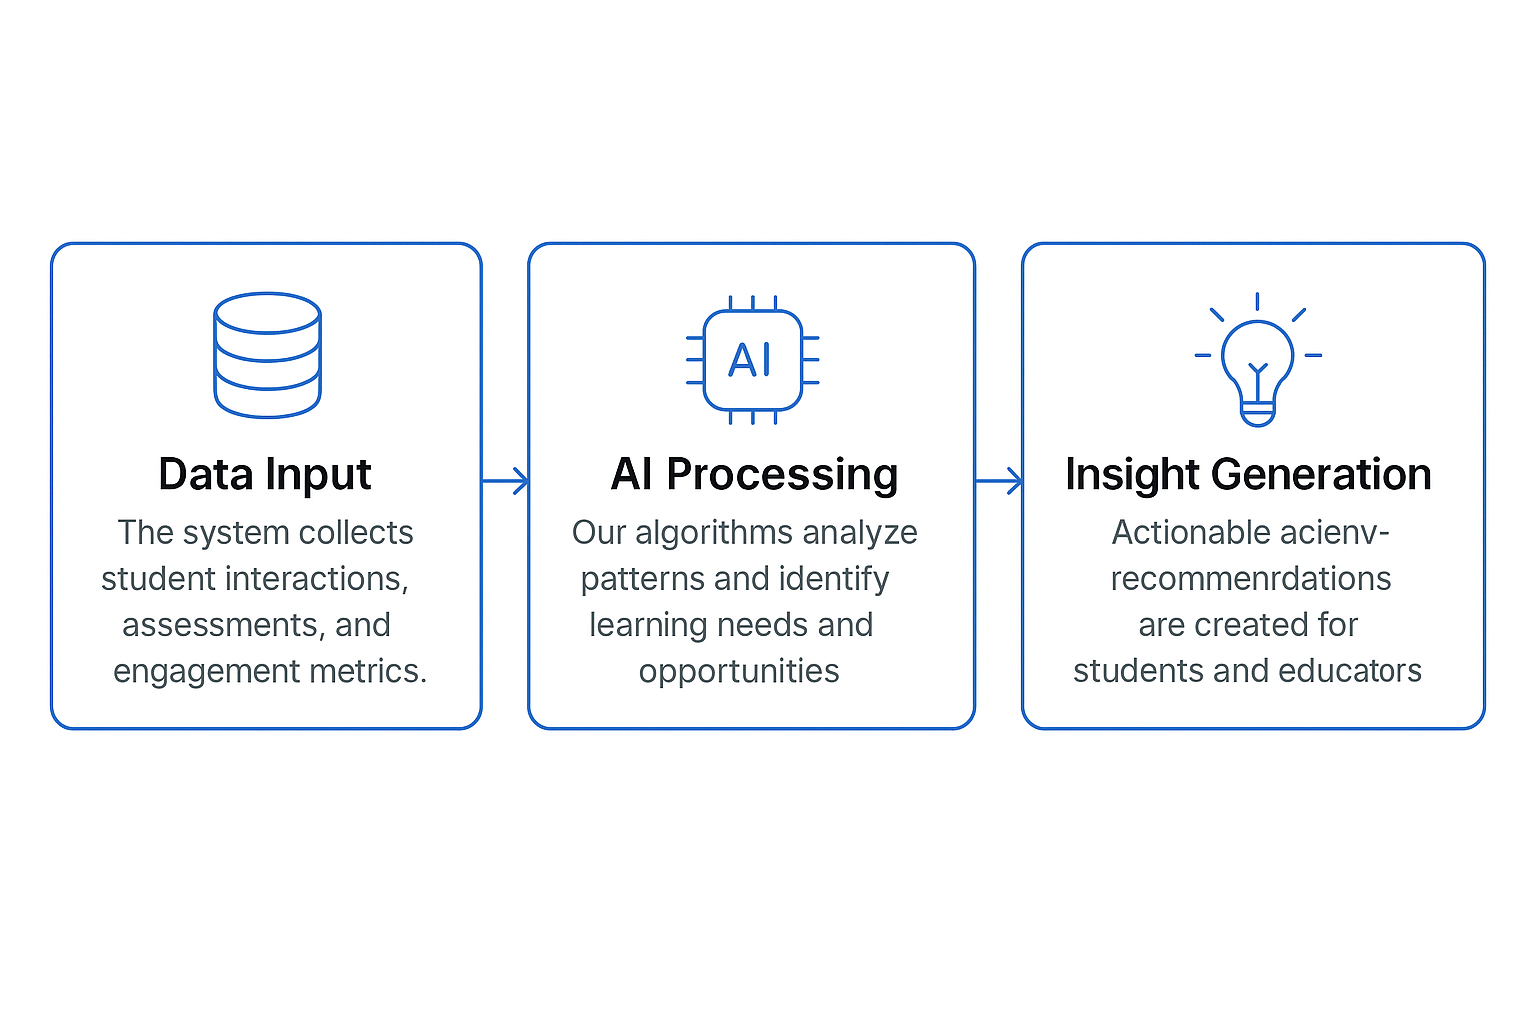 AI
Data Input
The system collects
student interactions,
assessments, and
engagement metrics.
AI Processing
Our algorithms analyze
patterns and identify
learning needs and
opportunities
Insight Generation
Actionable acienv-
recommenrdations
are created for
students and educators